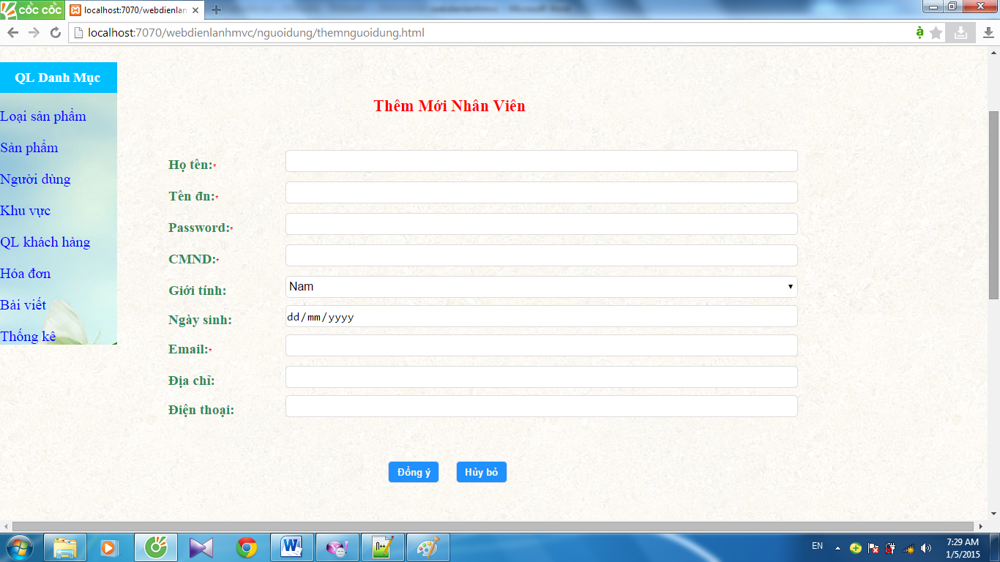 CỐC CỐC
localhost:7070/webdienlan
localhost:7070/webdienlanhmvc/nguoidung/themnguoidung.html
ạ
QL Danh Mục
Loại sản phẩm
Sản phẩm
Người dùng
Khu vực
QL khách hàng
Hóa đơn
Bài viết
Thống kê
Thêm Mới Nhân Viên
Họ tên:*
Tên đn:*
Password:*
CMND:*
Giới tính:
Nam
Ngày sinh:
dd/mm/yyyy
Email:*
Địa chỉ:
Điện thoại:
Đồng ý
Hủy bỏ
EN
7:29 AM
1/5/2015